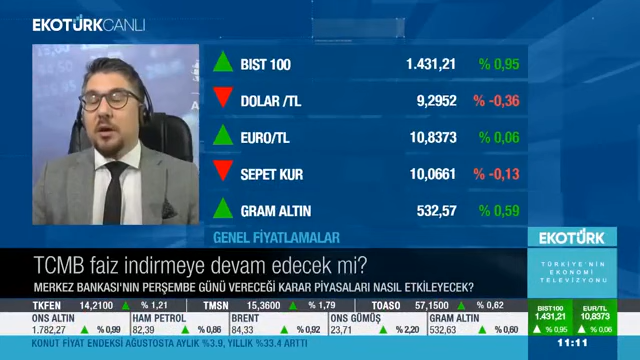 EKOTÜRK CANLI
BIST 100 1.431,21 % 0,95
DOLAR /TL 9,2952 % -0,36
EURO/TL 10,8373 % 0,06
SEPET KUR 10,0661 % -0,13
GRAM ALTIN 532,57 % 0,59
GENEL FİYATLAMALAR
EKOTÜRK
TÜRKİYE'NİN
EKONOMİ
TELEVİZYONU
TCMB faiz indirmeye devam edecek mi?
MERKEZ BANKASI'NIN PERŞEMBE GÜNÜ VERECEĞİ KARAR PİYASALARI NASIL ETKİLEYECEK?
TKFEN 14,2100 % 1,21 TMSN 15,3600 % 1,79 TOASO 57,1500 % 0,62
ONS ALTIN HAM PETROL BRENT ONS GÜMÜŞ GRAM ALTIN
1.782,27 % 0,99 82,39 % 0,86 84,33 % 0,92 23,71 % 2,20 532,63 % 0,60
BIST100 EUR/TL
1.431,21 10,8373
% 0,95 % 0,06
KONUT FİYAT ENDEKSİ AĞUSTOSTA AYLIK %3.9, YILLIK %33.4 ARTTI
11:11